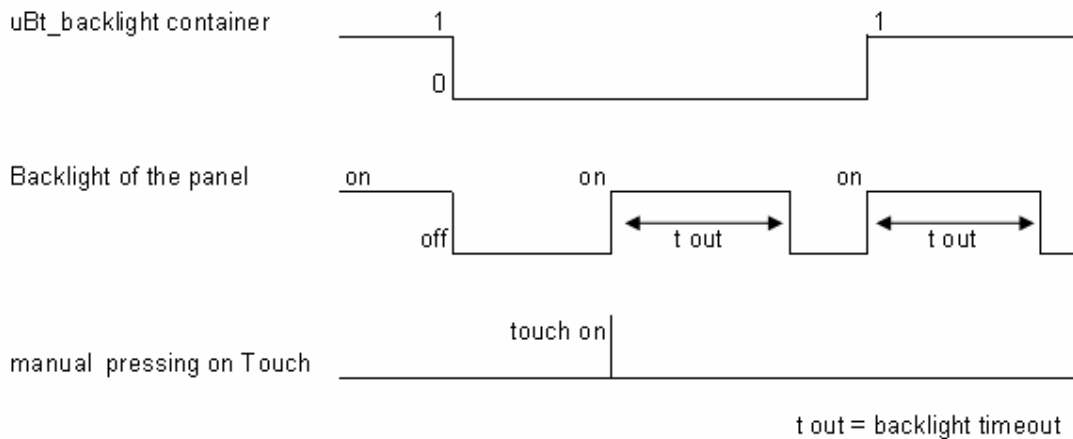 uBt_backlight container
1
1
0
Backlight of the panel
on
on
on
off
t out
t out
touch on
manual pressing on Touch
t out = backlight timeout